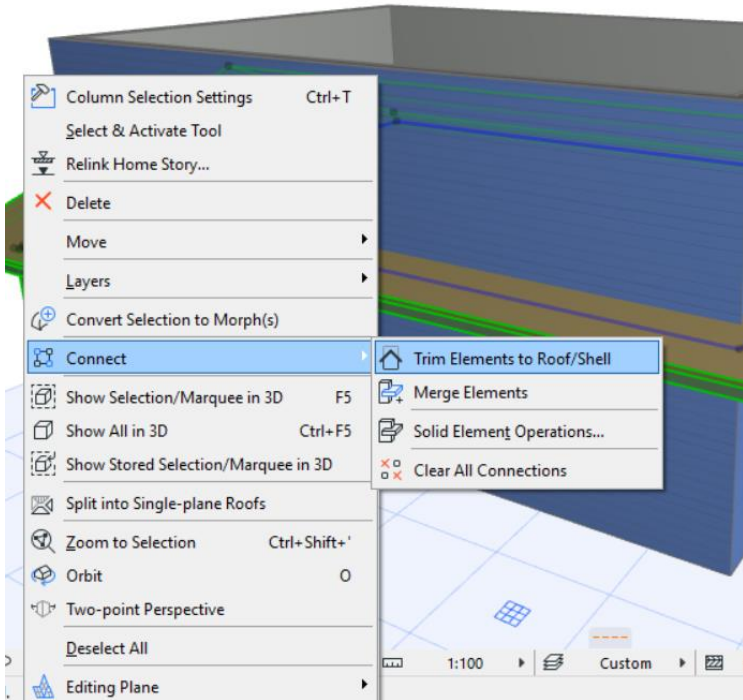 Column Selection Settings Ctrl+T
Select & Activate Tool
Relink Home Story...
Delete
Move
Layers
Convert Selection to Morph(s)
Connect
Trim Elements to Roof/Shell
Show Selection/Marquee in 3D F5
Merge Elements
Show All in 3D Ctrl+F5
Solid Element Operations...
Show Stored Selection/Marquee in 3D
Clear All Connections
Split into Single-plane Roofs
Zoom to Selection Ctrl+Shift+'
Orbit O
Two-point Perspective
Deselect All
1:100 Custom
Editing Plane